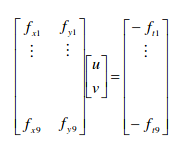 f_{x1} f_{y1} − f_{t1}
⋮ ⋮ ⋮
[u v] =
f_{x9} f_{y9} − f_{t9}